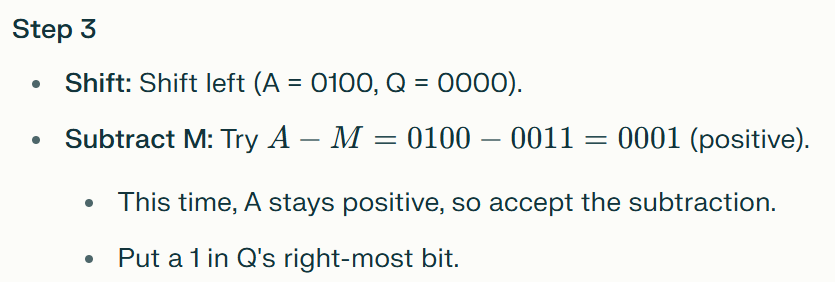 Step 3
• Shift: Shift left (A = 0100, Q = 0000).
• Subtract M: Try A − M = 0100 − 0011 = 0001 (positive).
• This time, A stays positive, so accept the subtraction.
• Put a 1 in Q's right-most bit.